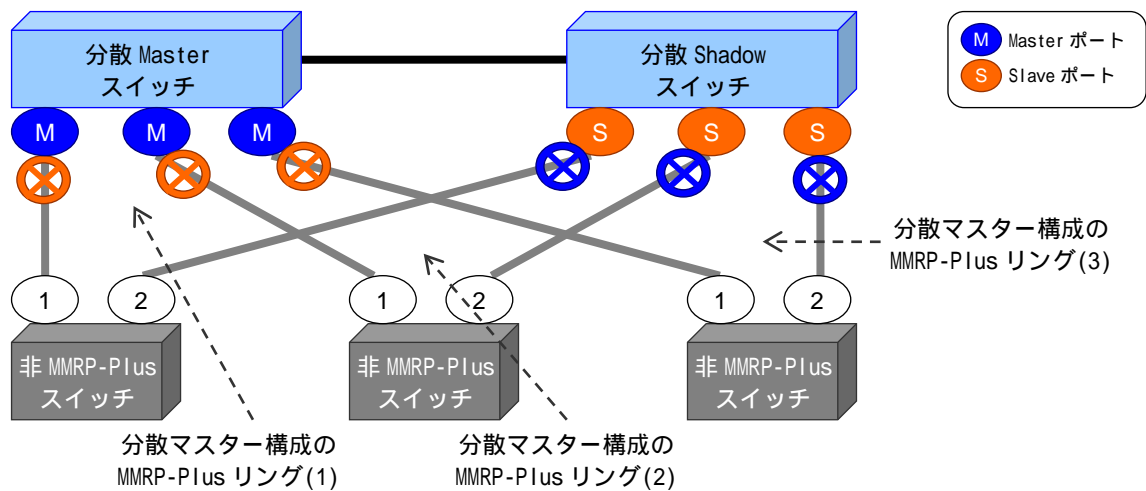 分散 Master
スイッチ
分散 Shadow
スイッチ
M Master ポート
S Slave ポート
M
M
M
S
S
S
分散マスター構成の
MMRP-Plus リング(3)
1
2
1
2
1
2
非 MMRP-Plus
スイッチ
非 MMRP-Plus
スイッチ
非 MMRP-Plus
スイッチ
分散マスター構成の
MMRP-Plus リング(1)
分散マスター構成の
MMRP-Plus リング(2)